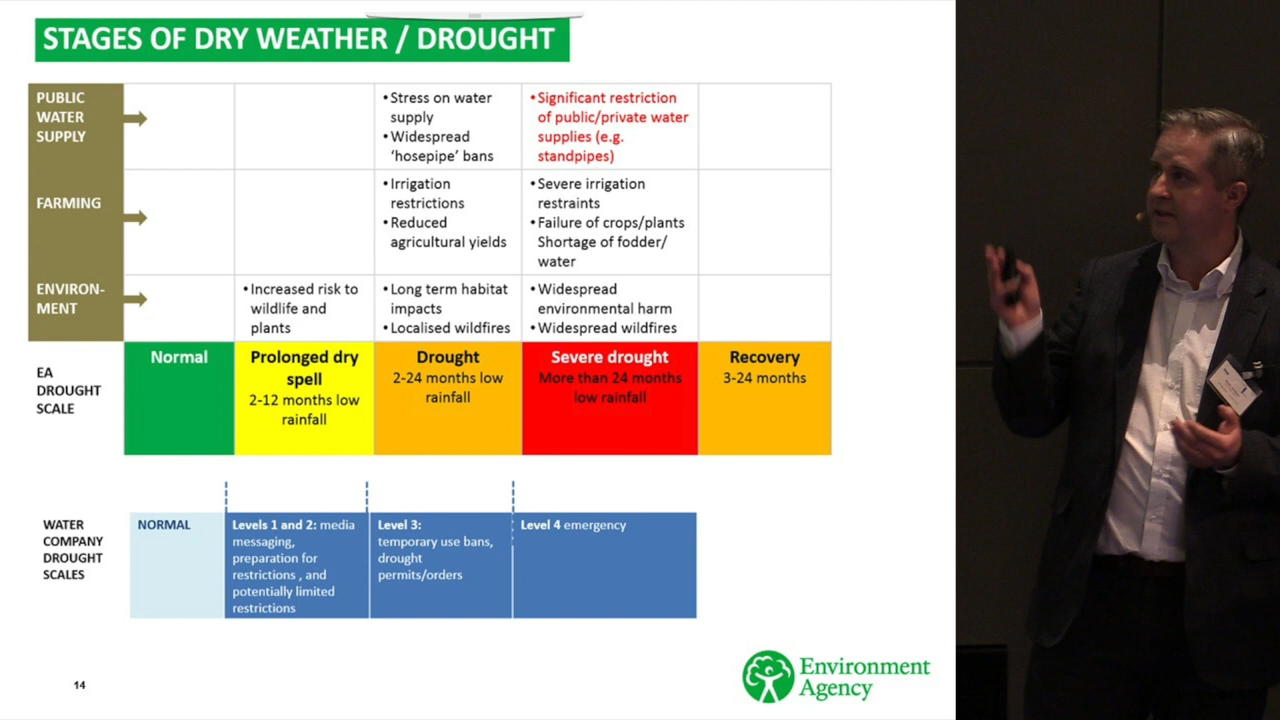 STAGES OF DRY WEATHER / DROUGHT
PUBLIC
WATER
SUPPLY
• Stress on water
supply
• Widespread
‘hosepipe’ bans
• Significant restriction
of public/private water
supplies (e.g.
standpipes)
FARMING
• Irrigation
restrictions
• Reduced
agricultural yields
• Severe irrigation
restraints
• Failure of crops/plants
Shortage of fodder/
water
ENVIRON-
MENT
• Increased risk to
wildlife and
plants
• Long term habitat
impacts
• Localised wildfires
• Widespread
environmental harm
• Widespread wildfires
EA
DROUGHT
SCALE
Normal
Prolonged dry
spell
2-12 months low
rainfall
Drought
2-24 months low
rainfall
Severe drought
More than 24 months
low rainfall
Recovery
3-24 months
WATER
COMPANY
DROUGHT
SCALES
NORMAL
Levels 1 and 2: media
messaging,
preparation for
restrictions , and
potentially limited
restrictions
Level 3:
temporary use bans,
drought
permits/orders
Level 4 emergency
14
Environment
Agency